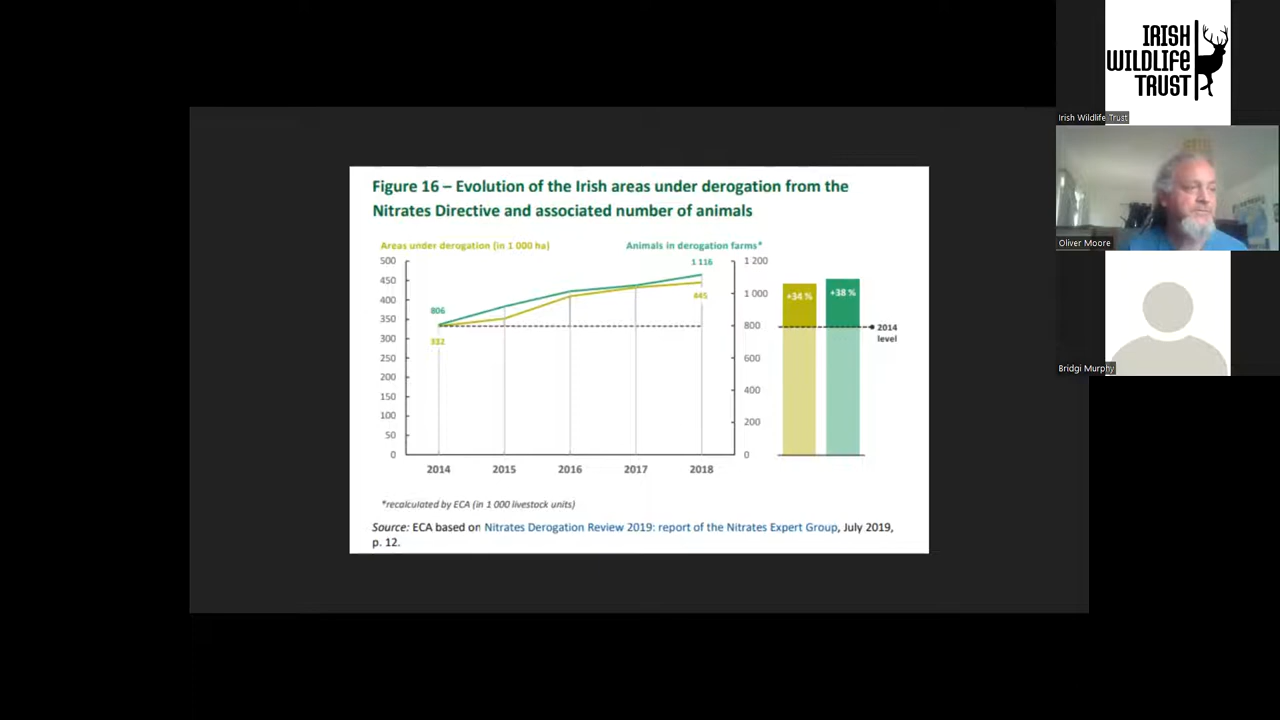 IRISH
WILDLIFE
TRUST
Irish Wildlife Trust
Oliver Moore
Bridgi Murphy
Figure 16 – Evolution of the Irish areas under derogation from the
Nitrates Directive and associated number of animals
Areas under derogation (in 1 000 ha)
Animals in derogation farms*
500
450
400
350
300
250
200
150
100
50
0
806
332
1 116
445
1 200
1 000
800
600
400
200
0
2014
2015
2016
2017
2018
+34 %
+38 %
2014
level
*recalculated by ECA (in 1 000 livestock units)
Source: ECA based on Nitrates Derogation Review 2019: report of the Nitrates Expert Group, July 2019,
p. 12.